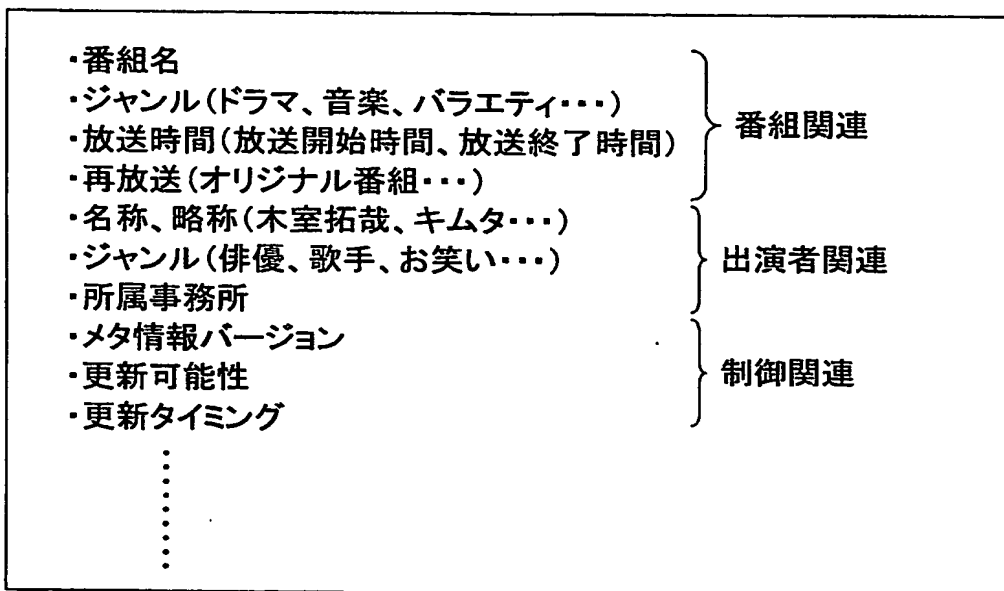 ・番組名
・ジャンル(ドラマ、音楽、バラエティ・・・)
・放送時間(放送開始時間、放送終了時間)
・再放送(オリジナル番組・・・)
番組関連
・名称、略称(木室拓哉、キムタ・・・)
・ジャンル(俳優、歌手、お笑い・・・)
・所属事務所
出演者関連
・メタ情報バージョン
・更新可能性
・更新タイミング
制御関連